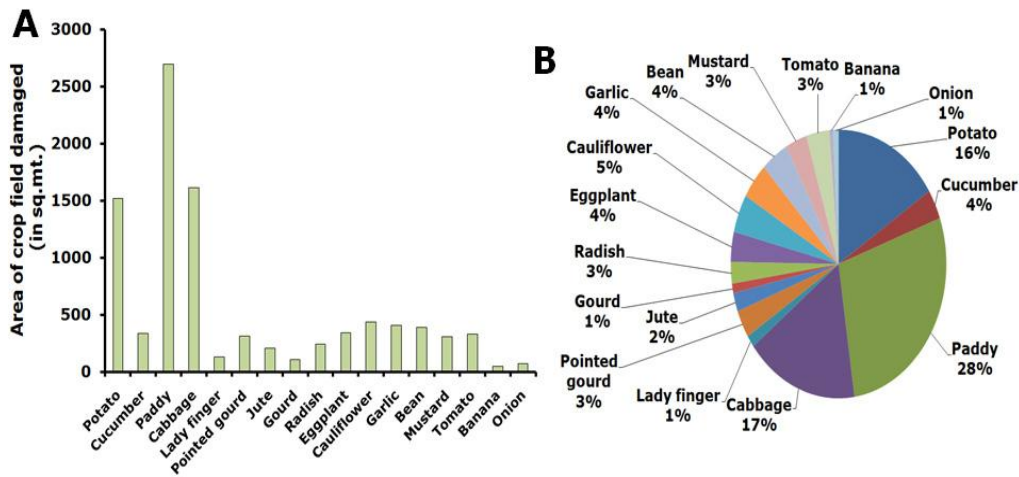 A
Area of crop field damaged
(in sq.mt.)
3000
2500
2000
1500
1000
500
0
Potato
Cucumber
Paddy
Cabbage
Lady finger
Pointed gourd
Jute
Gourd
Radish
Eggplant
Cauliflower
Garlic
Bean
Mustard
Tomato
Banana
Onion
B
Potato
16%
Cucumber
4%
Paddy
28%
Cabbage
17%
Lady finger
1%
Pointed
gourd
3%
Jute
2%
Gourd
1%
Radish
3%
Eggplant
4%
Cauliflower
5%
Garlic
4%
Bean
4%
Mustard
3%
Tomato
3%
Banana
1%
Onion
1%